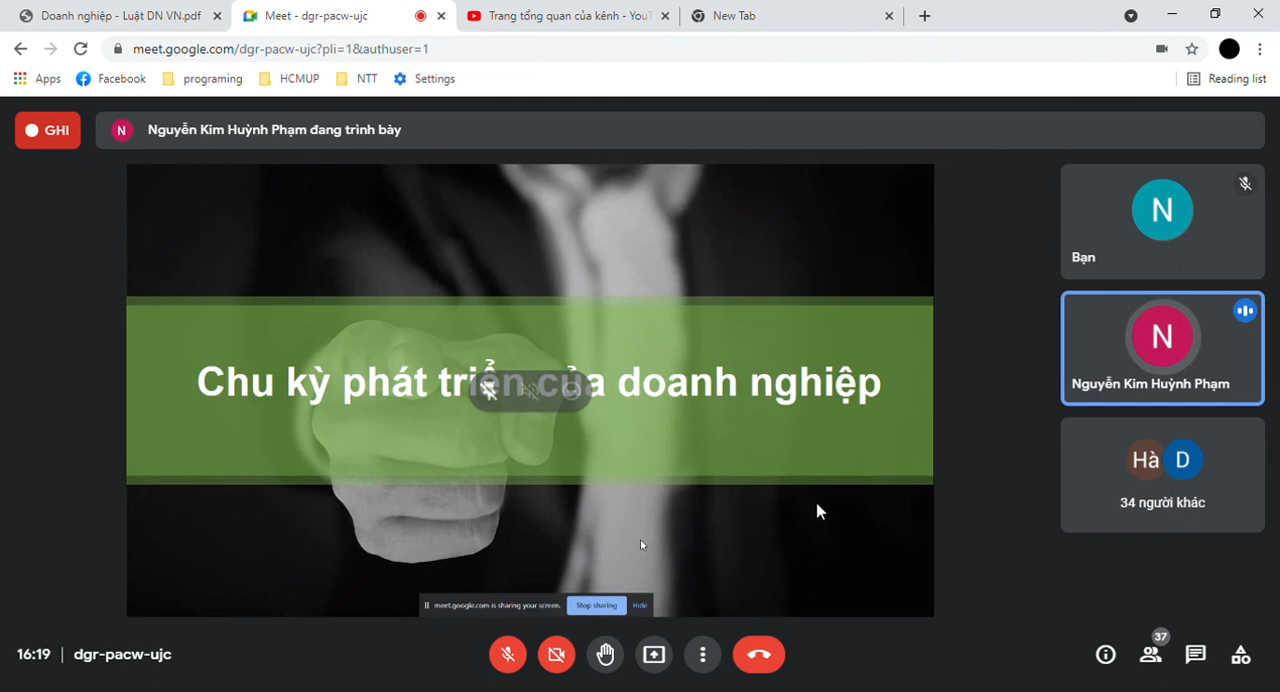 Doanh nghiệp - Luật DN VN.pdf
Meet - dgr-pacw-ujc
Trang tổng quan của kênh - YouT
New Tab
meet.google.com/dgr-pacw-ujc?pli=1&authuser=1
Apps
Facebook
programing
HCMUP
NTT
Settings
Reading list
GHI
N
Nguyễn Kim Huỳnh Phạm đang trình bày
Chu kỳ phát triển của doanh nghiệp
meet.google.com is sharing your screen.
Stop sharing
Hide
N
Bạn
N
Nguyễn Kim Huỳnh Phạm
Hà
D
34 người khác
16:19 | dgr-pacw-ujc
37